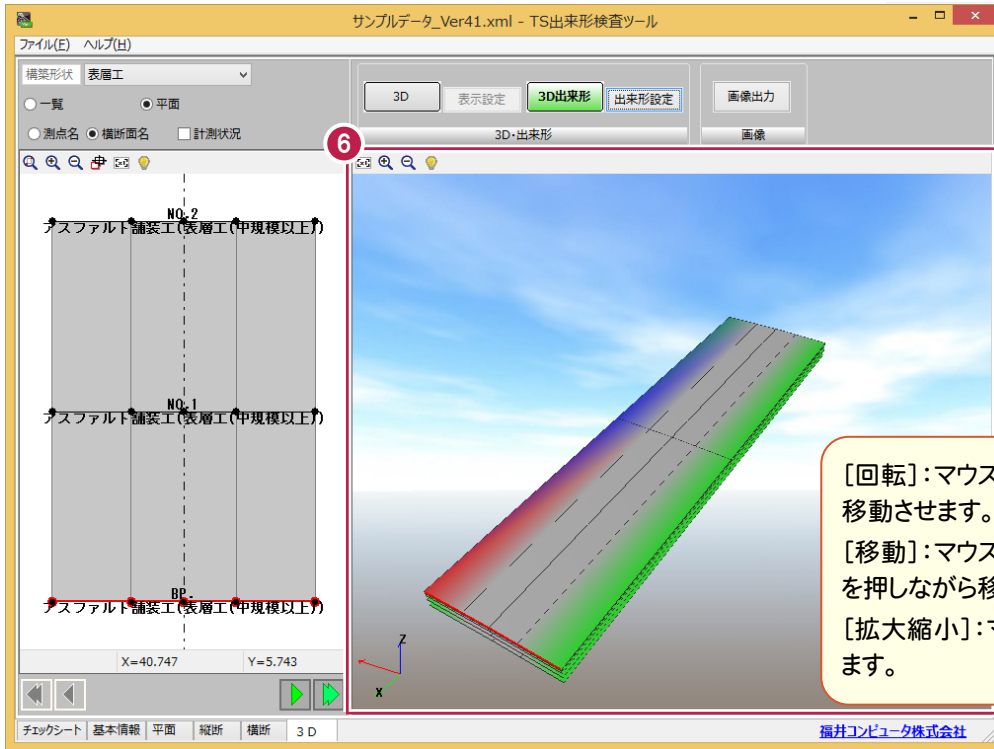 サンプルデータ_Ver41.xml - TS出来形検査ツール
ファイル(F) ヘルプ(H)
構築形状 表層工
一覧 平面
測点名 横断面名 計測状況
3D 表示設定 3D出来形 出来形設定 画像出力
3D・出来形 画像
6
NO.2
アスファルト舗装工(表層工(中規模以上))
NO.1
アスファルト舗装工(表層工(中規模以上))
BP.
アスファルト舗装工(表層工(中規模以上))
Z
X
[回転]:マウス
移動させます。
[移動]:マウス
を押しながら移
[拡大縮小]:マ
ます。
X=40.747 Y=5.743
チェックシート 基本情報 平面 縦断 横断 3D
福井コンピュータ株式会社